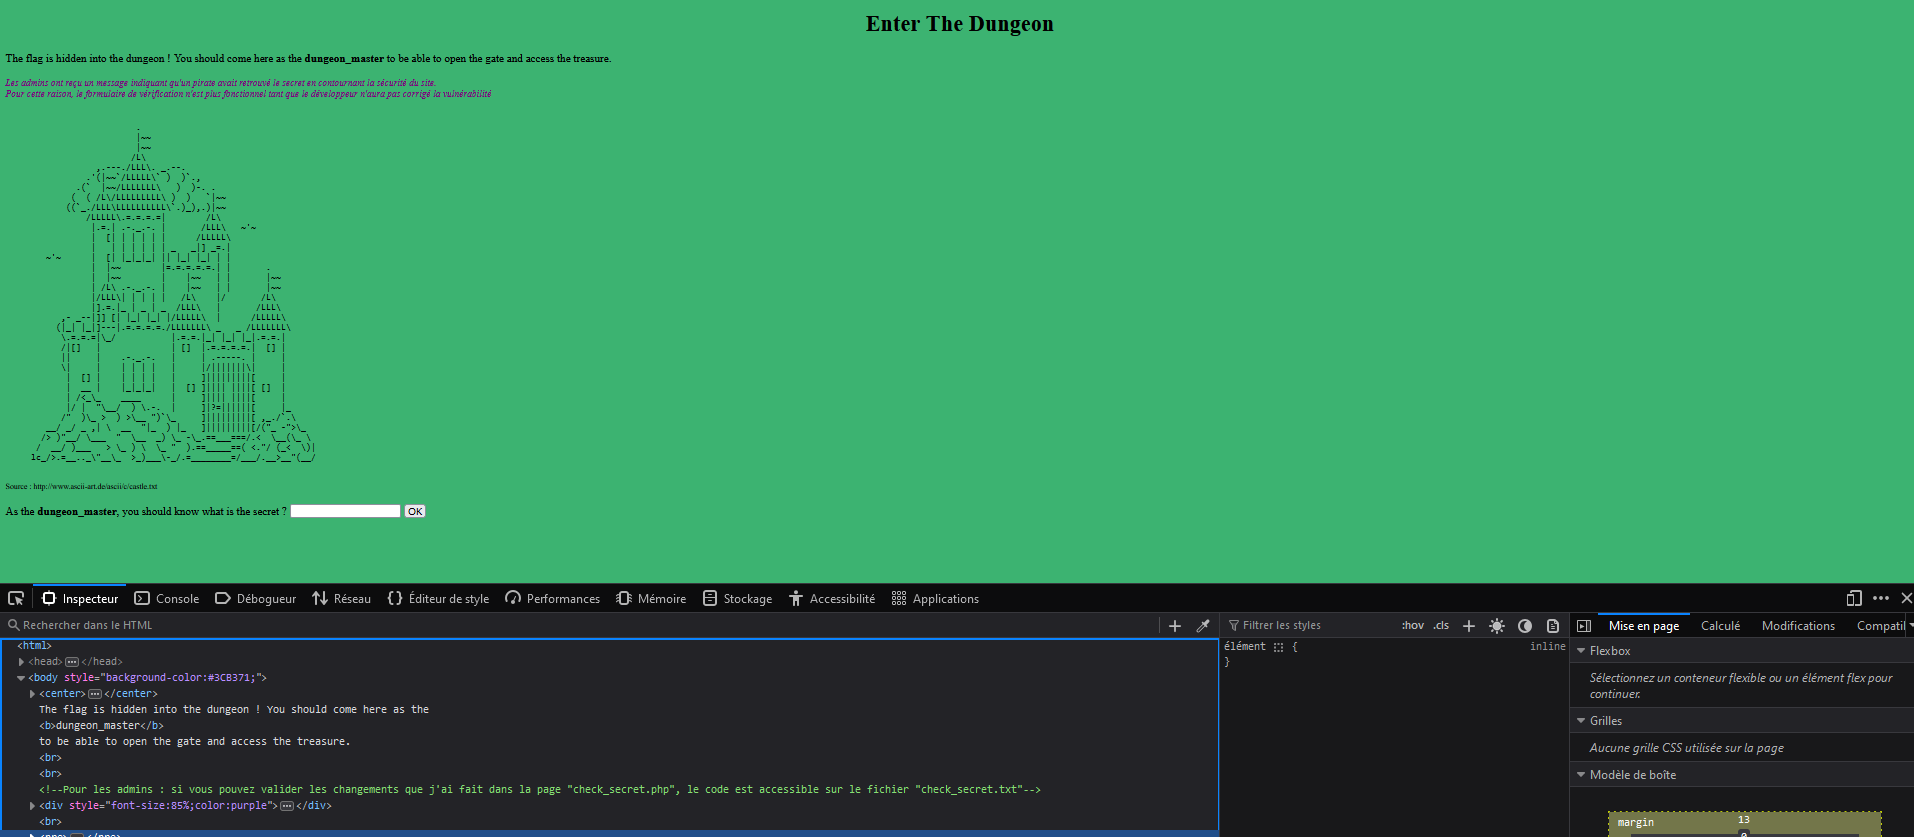 Enter The Dungeon
The flag is hidden into the dungeon ! You should come here as the dungeon_master to be able to open the gate and access the treasure.
Les admins ont reçu un message indiquant qu'un pirate avait retrouvé le secret en contournant la sécurité du site.
Pour cette raison, le formulaire de vérification n'est plus fonctionnel tant que le développeur n'aura pas corrigé la vulnérabilité
Source : http://www.ascii-art.de/ascii/c/castle.txt
As the dungeon_master, you should know what is the secret ? OK
Inspecteur Console Débogueur Réseau Éditeur de style Performances Mémoire Stockage Accessibilité Applications
Rechercher dans le HTML
Filtrer les styles :hov .cls
Mise en page Calculé Modifications
<html>
<head> </head>
<body style="background-color:#3CB371;">
<center> </center>
The flag is hidden into the dungeon ! You should come here as the
<b>dungeon_master</b>
to be able to open the gate and access the treasure.
<br>
<br>
<!--Pour les admins : si vous pouvez valider les changements que j'ai fait dans la page "check_secret.php", le code est accessible sur le fichier "check_secret.txt"-->
<div style="font-size:85%;color:purple"> </div>
<br>
élément { inline
}
Flexbox
Sélectionnez un conteneur flexible ou un élément flex pour
continuer.
Grilles
Aucune grille CSS utilisée sur la page
Modèle de boîte
margin 13